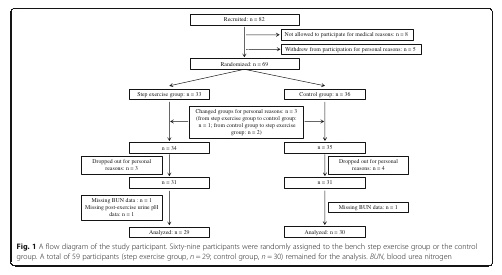 Recruited: n = 82
Not allowed to participate for medical reasons: n = 8
Withdrew from participation for personal reasons: n = 5
Randomized: n = 69
Step exercise group: n = 33
Control group: n = 36
Changed groups for personal reasons: n = 3
(from step exercise group to control group:
n = 1, from control group to step exercise
group: n = 2)
n = 34
n = 35
Dropped out for personal
reasons: n = 3
Dropped out for personal
reasons: n = 4
n = 31
n = 31
Missing BUN data : n = 1
Missing post-exercise urine pH
data: n = 1
Missing BUN data: n = 1
Analyzed: n = 29
Analyzed: n = 30
Fig. 1 A flow diagram of the study participant. Sixty-nine participants were randomly assigned to the bench step exercise group or the control
group. A total of 59 participants (step exercise group, n = 29; control group, n = 30) remained for the analysis. BUN, blood urea nitrogen